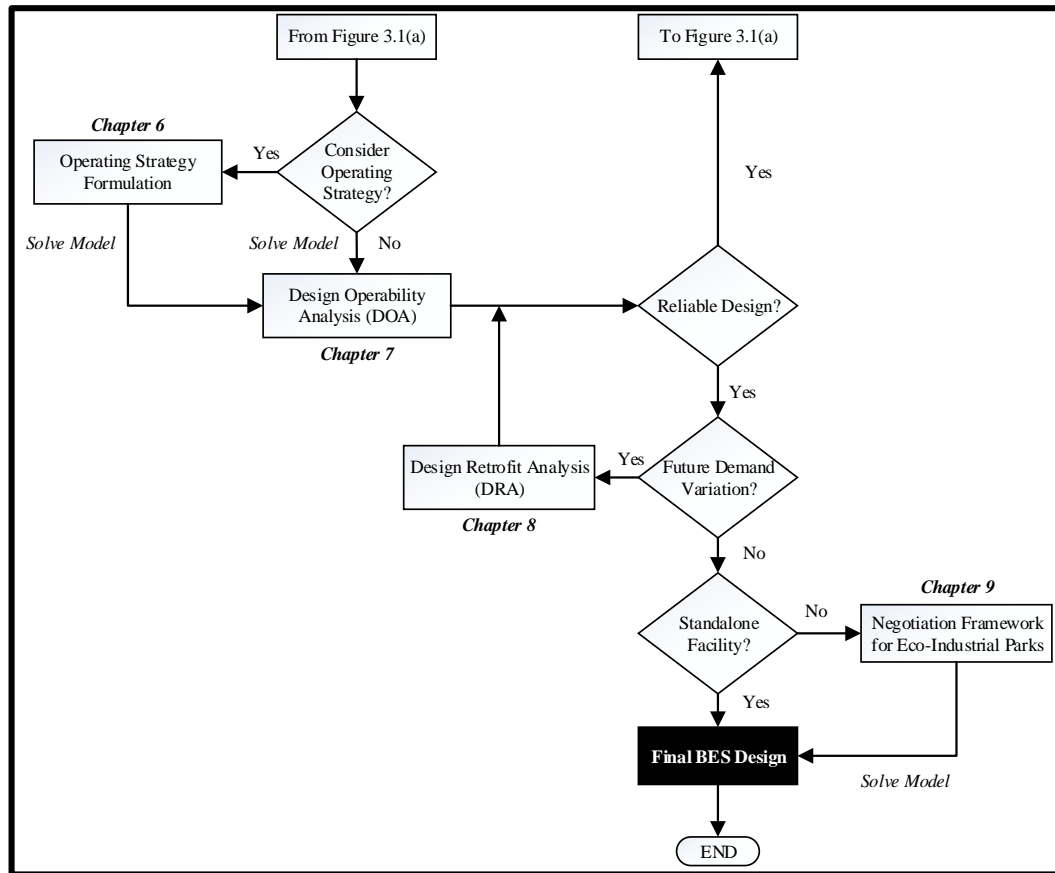 From Figure 3.1(a)
To Figure 3.1(a)
Chapter 6
Operating Strategy
Formulation
Yes
Consider
Operating
Strategy?
Yes
Solve Model
Solve Model
No
Design Operability
Analysis (DOA)
Chapter 7
Reliable Design?
Yes
Design Retrofit Analysis
(DRA)
Chapter 8
Yes
Future Demand
Variation?
No
Chapter 9
Standalone
Facility?
No
Negotiation Framework
for Eco-Industrial Parks
Yes
Final BES Design
Solve Model
END